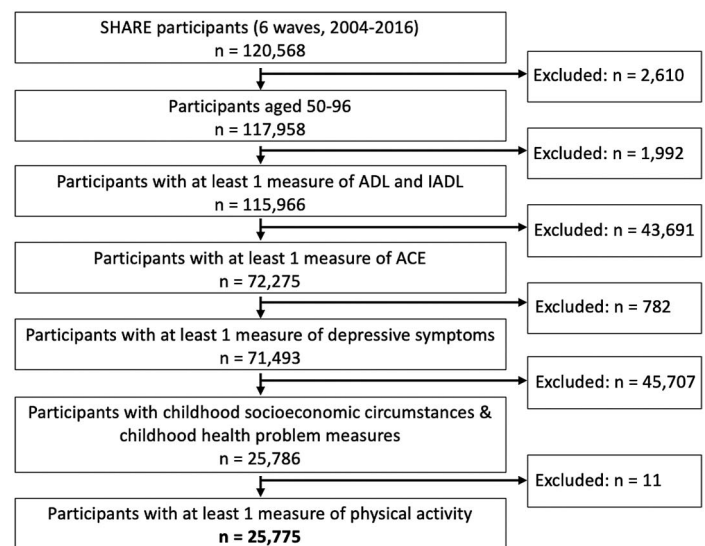 SHARE participants (6 waves, 2004-2016)
n = 120,568
Excluded: n = 2,610
Participants aged 50-96
n = 117,958
Excluded: n = 1,992
Participants with at least 1 measure of ADL and IADL
n = 115,966
Excluded: n = 43,691
Participants with at least 1 measure of ACE
n = 72,275
Excluded: n = 782
Participants with at least 1 measure of depressive symptoms
n = 71,493
Excluded: n = 45,707
Participants with childhood socioeconomic circumstances &
childhood health problem measures
n = 25,786
Excluded: n = 11
Participants with at least 1 measure of physical activity
n = 25,775